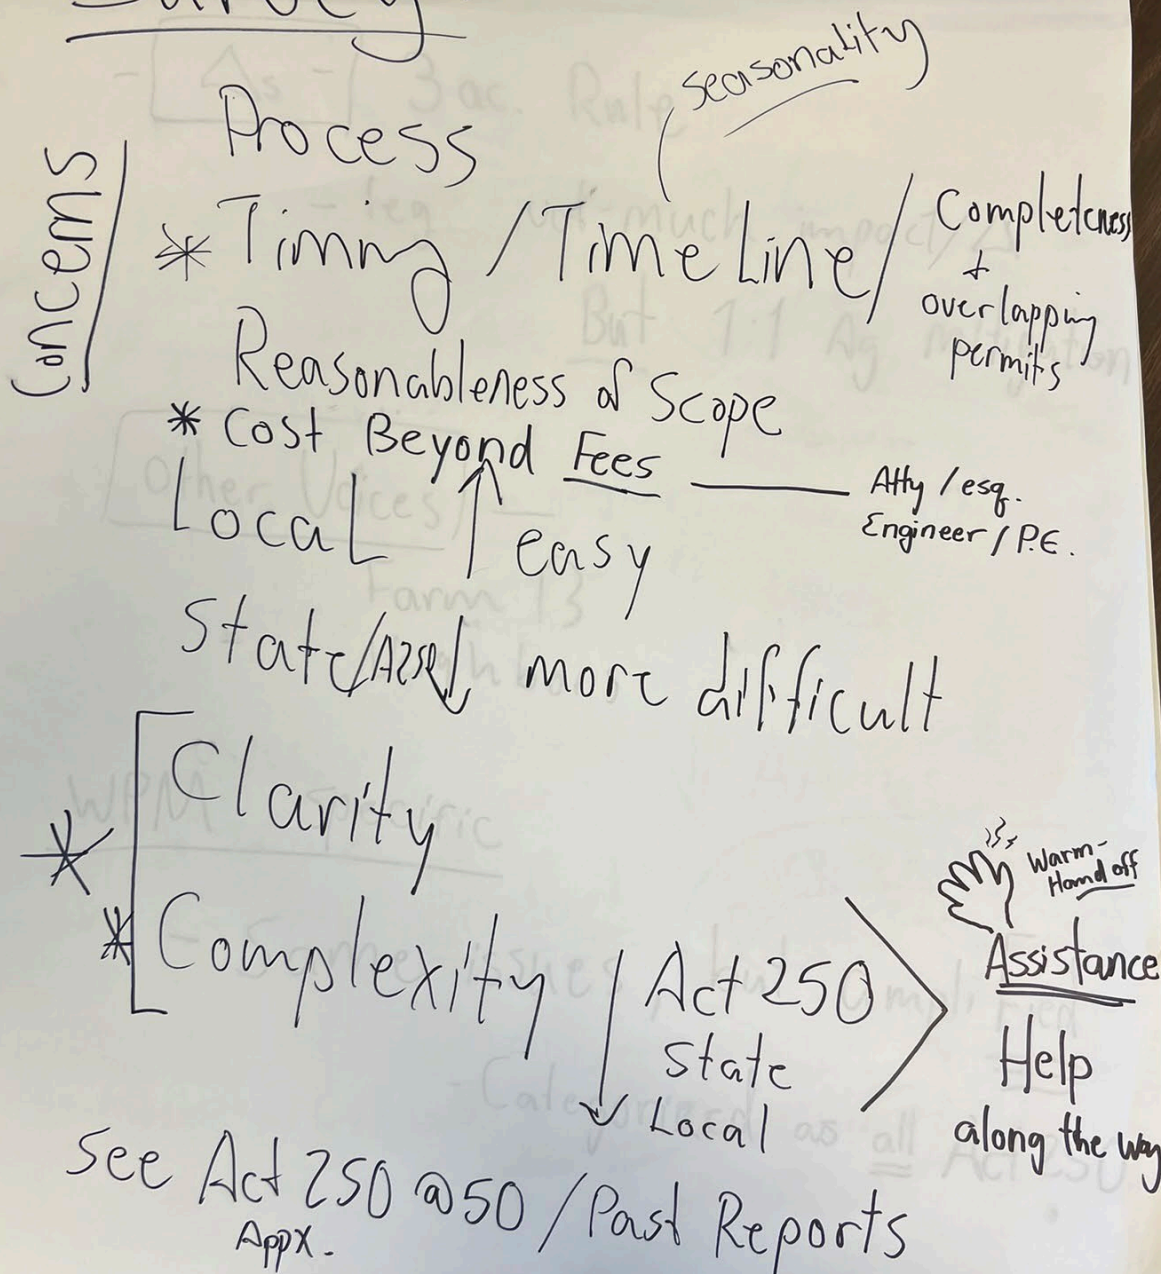 Survey
seasonality
Concerns
Process
* Timing / TimeLine / Completeness
+
overlapping
permits
Reasonableness of Scope
* Cost Beyond Fees — Atty / esq.
Engineer / P.E.
Local ↑ easy
State/A250 ↓ more difficult
* [ Clarity
* Complexity ↓ Act 250
State
Local
> Warm-
Hand off
Assistance
Help
along the way
See Act 250 @ 50 / Past Reports
Appx.